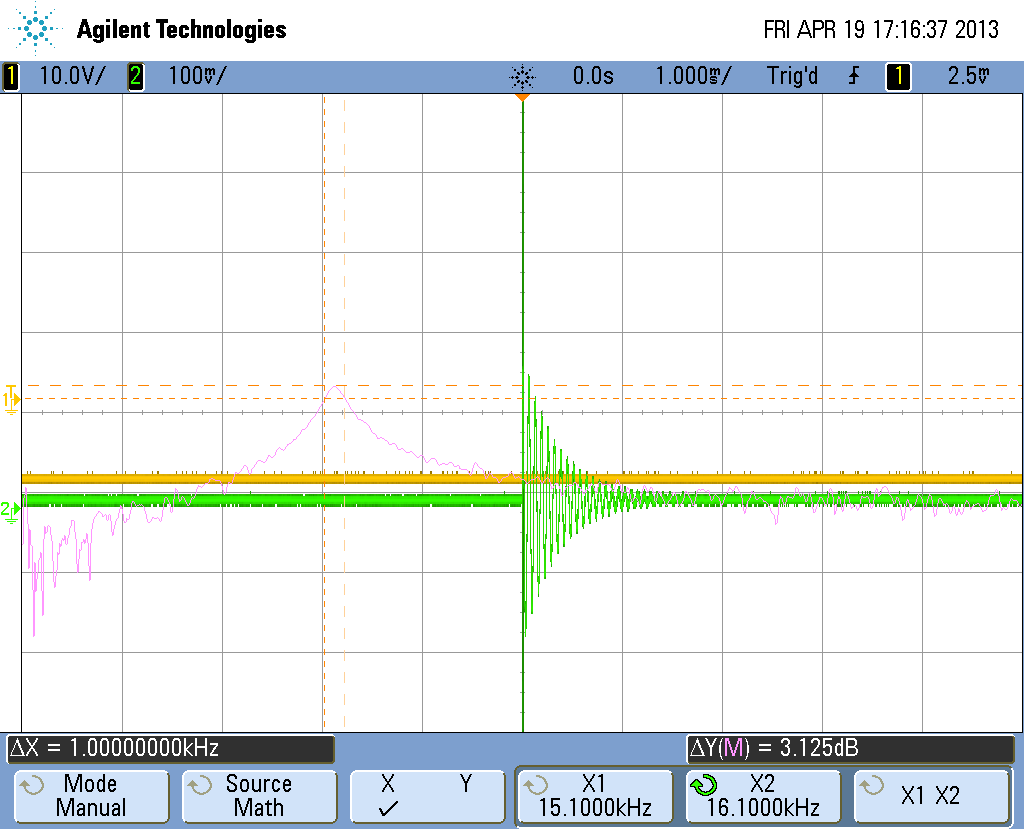 Agilent Technologies
FRI APR 19 17:16:37 2013
1 10.0V/ 2 100mV/ 0.0s 1.000ms/ Trig'd 1 2.5mV
T
1
2
ΔX = 1.00000000kHz
ΔY(M) = 3.125dB
Mode
Manual
Source
Math
X Y
X1
15.1000kHz
X2
16.1000kHz
X1 X2